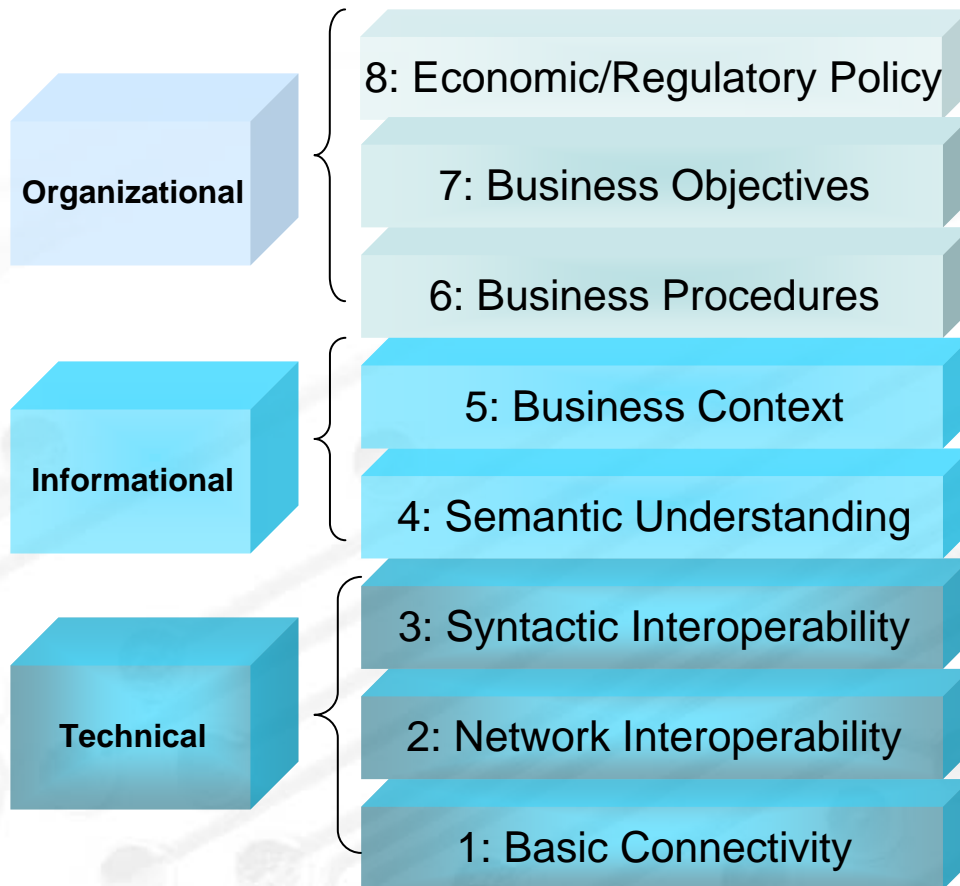 Organizational
8: Economic/Regulatory Policy
7: Business Objectives
6: Business Procedures
Informational
5: Business Context
4: Semantic Understanding
Technical
3: Syntactic Interoperability
2: Network Interoperability
1: Basic Connectivity